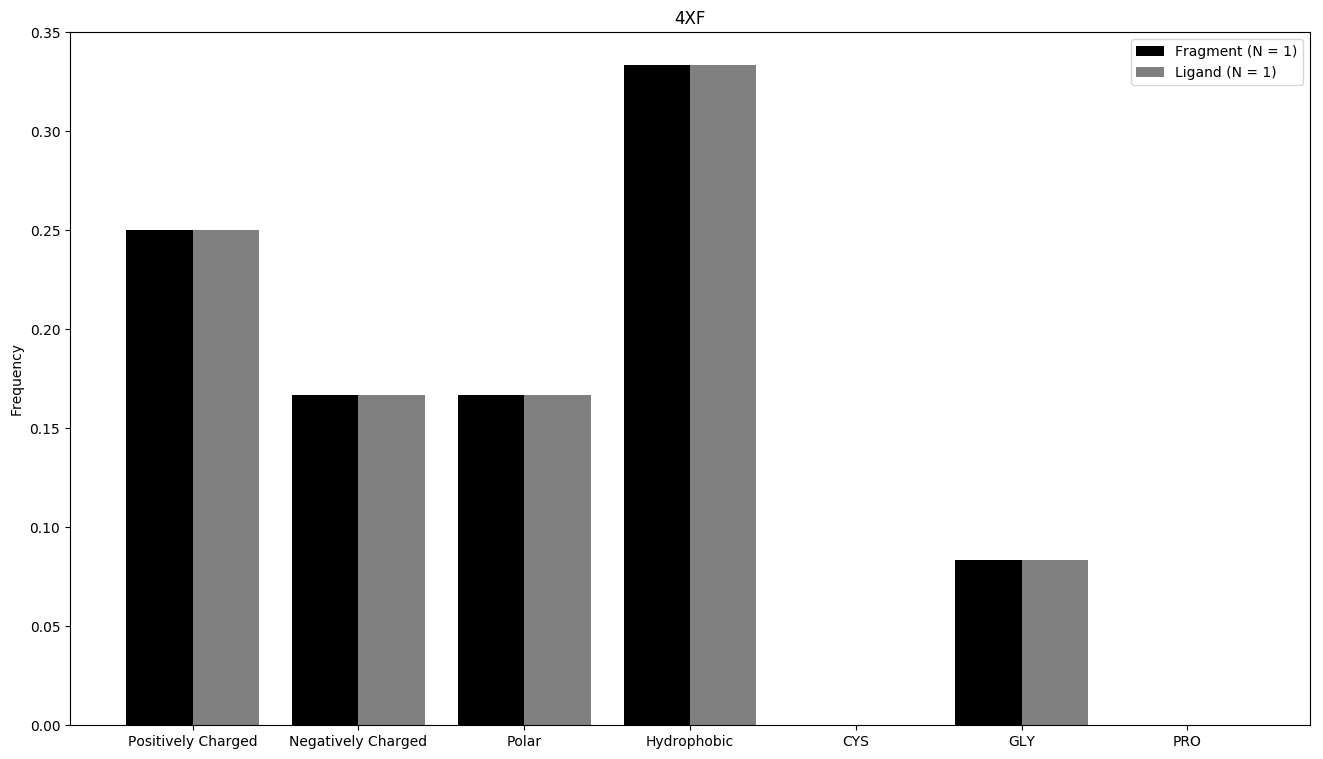 4XF
Fragment (N = 1)
Ligand (N = 1)
Frequency
0.35
0.30
0.25
0.20
0.15
0.10
0.05
0.00
Positively Charged Negatively Charged Polar Hydrophobic CYS GLY PRO